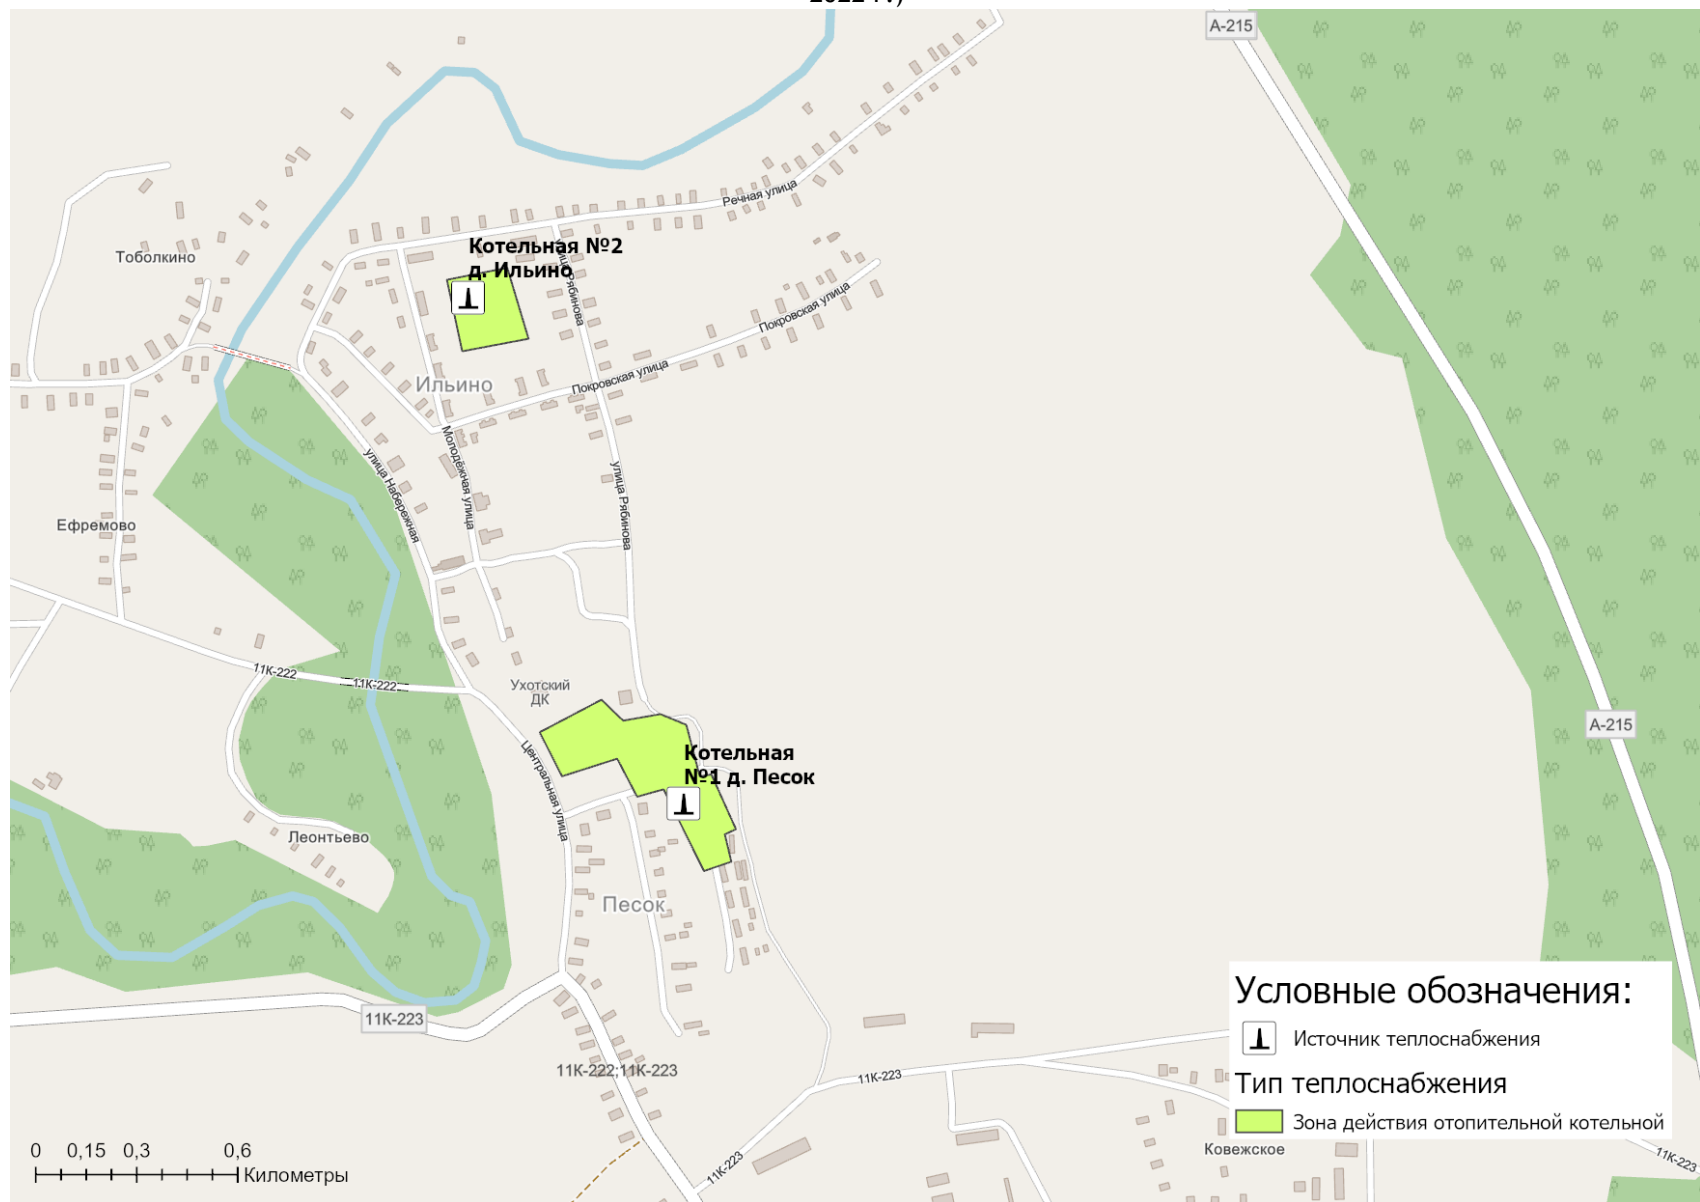 А-215
Речная улица
Тоболкино
Котельная №2
д. Ильино
улица Рябинова
Покровская улица
Покровская улица
Ильино
Молодёжная улица
улица Набережная
улица Рябинова
Ефремово
11К-222
11К-222
Ухотский
ДК
А-215
Котельная
№1 д. Песок
Центральная улица
Леонтьево
Песок
11К-223
11К-222;11К-223
11К-223
11К-223
Ковежское
11К-223
Условные обозначения:
Источник теплоснабжения
Тип теплоснабжения
Зона действия отопительной котельной
0 0,15 0,3 0,6
Километры